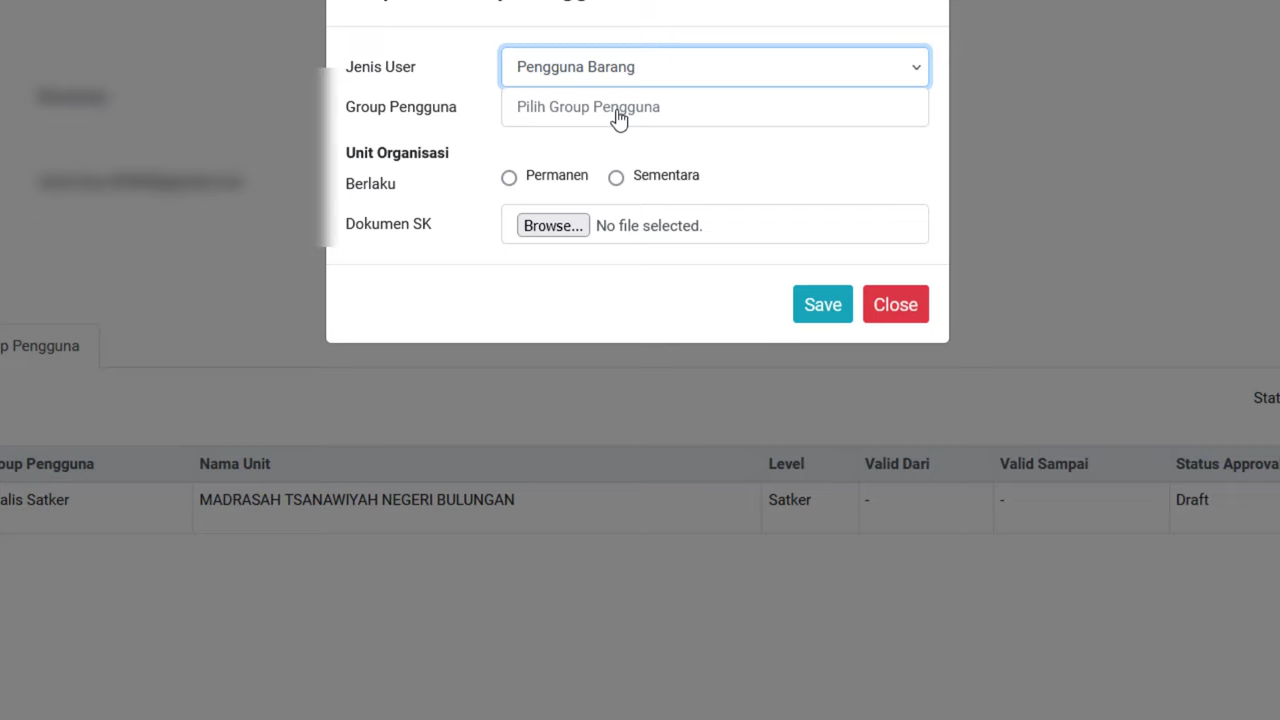 Jenis User
Pengguna Barang
Group Pengguna
Pilih Group Pengguna
Unit Organisasi
Berlaku
Permanen
Sementara
Dokumen SK
Browse... No file selected.
Save
Close
p Pengguna
Stat
oup Pengguna
Nama Unit
Level
Valid Dari
Valid Sampai
Status Approva
alis Satker
MADRASAH TSANAWIYAH NEGERI BULUNGAN
Satker
-
-
Draft